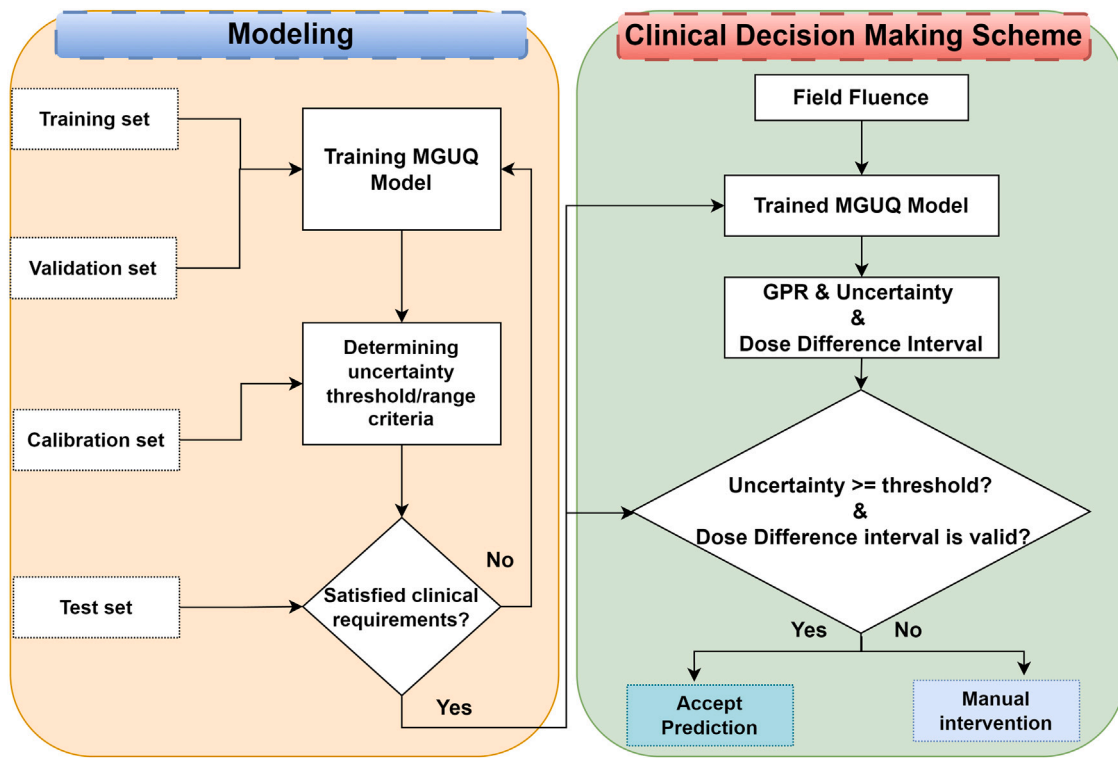 Modeling
Training set
Validation set
Calibration set
Test set
Training MGUQ
Model
Determining
uncertainty
threshold/range
criteria
Satisfied clinical
requirements?
No
Yes
Clinical Decision Making Scheme
Field Fluence
Trained MGUQ Model
GPR & Uncertainty
&
Dose Difference Interval
Uncertainty >= threshold?
&
Dose Difference interval is valid?
Yes
No
Accept
Prediction
Manual
intervention